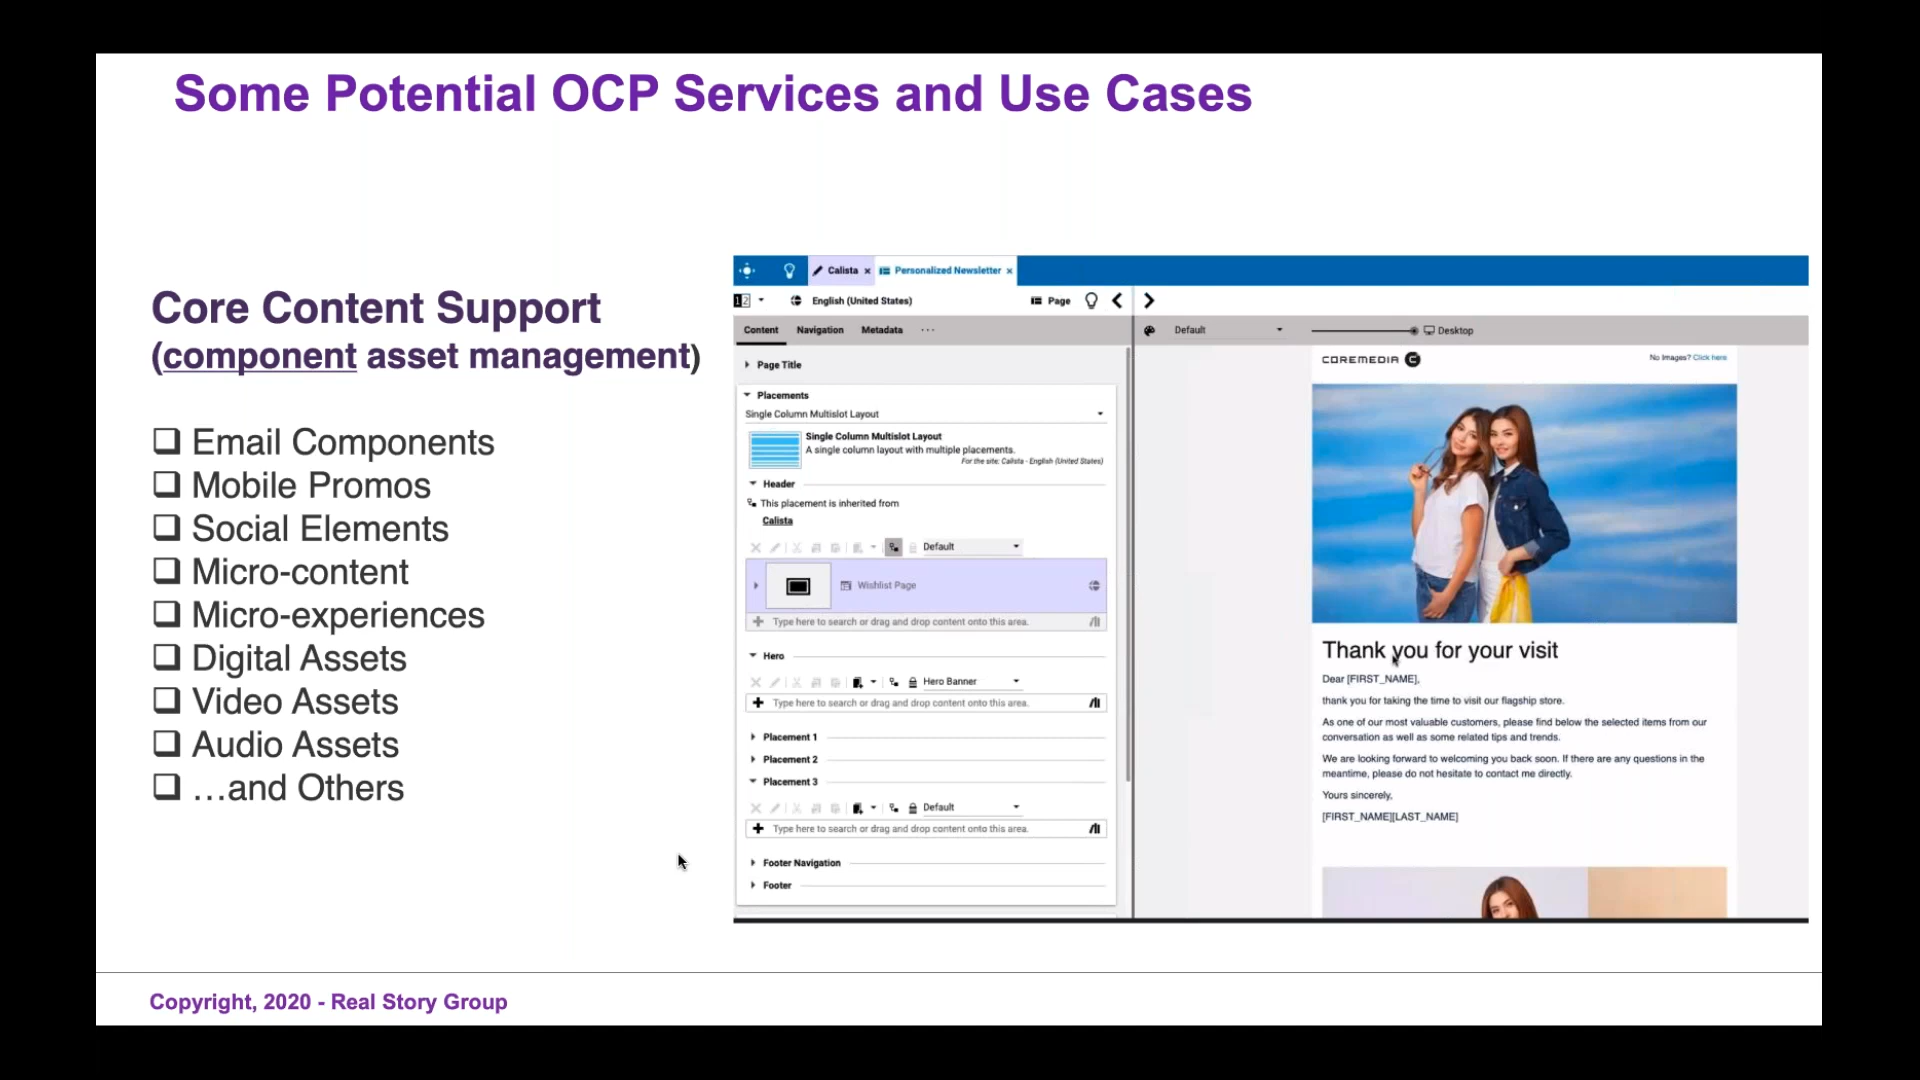 Some Potential OCP Services and Use Cases
Core Content Support
(component asset management)
Email Components
Mobile Promos
Social Elements
Micro-content
Micro-experiences
Digital Assets
Video Assets
Audio Assets
…and Others
Calista
Personalized Newsletter
12
English (United States)
Page
Content Navigation Metadata ...
Default
Desktop
Page Title
Placements
Single Column Multislot Layout
Single Column Multislot Layout
A single column layout with multiple placements.
For the site: Calista - English (United States)
Header
This placement is inherited from
Calista
Default
Wishlist Page
Type here to search or drag and drop content onto this area.
Hero
Hero Banner
Type here to search or drag and drop content onto this area.
Placement 1
Placement 2
Placement 3
Default
Type here to search or drag and drop content onto this area.
Footer Navigation
Footer
COREMEDIA
No Images? Click here
Thank you for your visit
Dear [FIRST_NAME],
thank you for taking the time to visit our flagship store.
As one of our most valuable customers, please find below the selected items from our
conversation as well as some related tips and trends.
We are looking forward to welcoming you back soon. If there are any questions in the
meantime, please do not hesitate to contact me directly.
Yours sincerely,
[FIRST_NAME][LAST_NAME]
Copyright, 2020 - Real Story Group